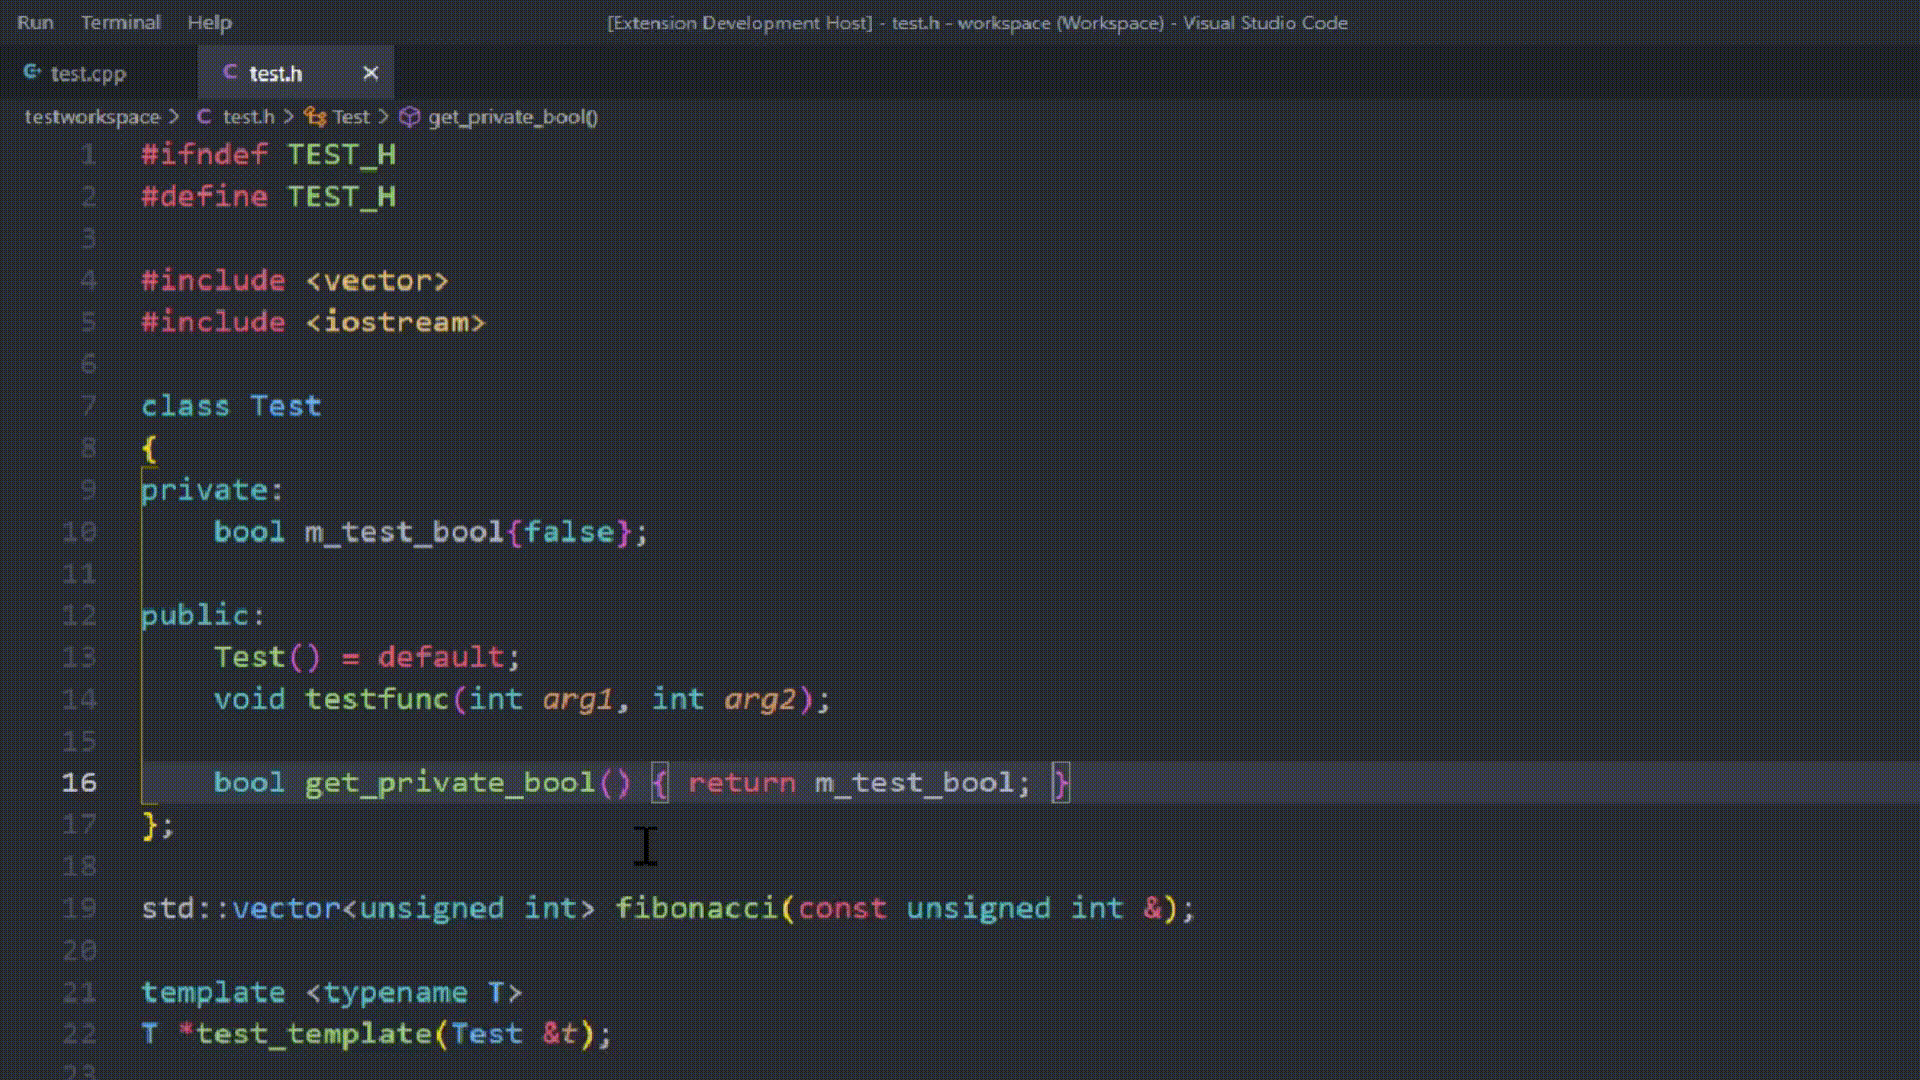 Run Terminal Help [Extension Development Host] - test.h - workspace (Workspace) - Visual Studio Code
test.cpp test.h
testworkspace > test.h > Test > get_private_bool()
1 #ifndef TEST_H
2 #define TEST_H
3
4 #include <vector>
5 #include <iostream>
6
7 class Test
8 {
9 private:
10     bool m_test_bool{false};
11
12 public:
13     Test() = default;
14     void testfunc(int arg1, int arg2);
15
16     bool get_private_bool() { return m_test_bool; }
17 };
18
19 std::vector<unsigned int> fibonacci(const unsigned int &);
20
21 template <typename T>
22 T *test_template(Test &t);
23